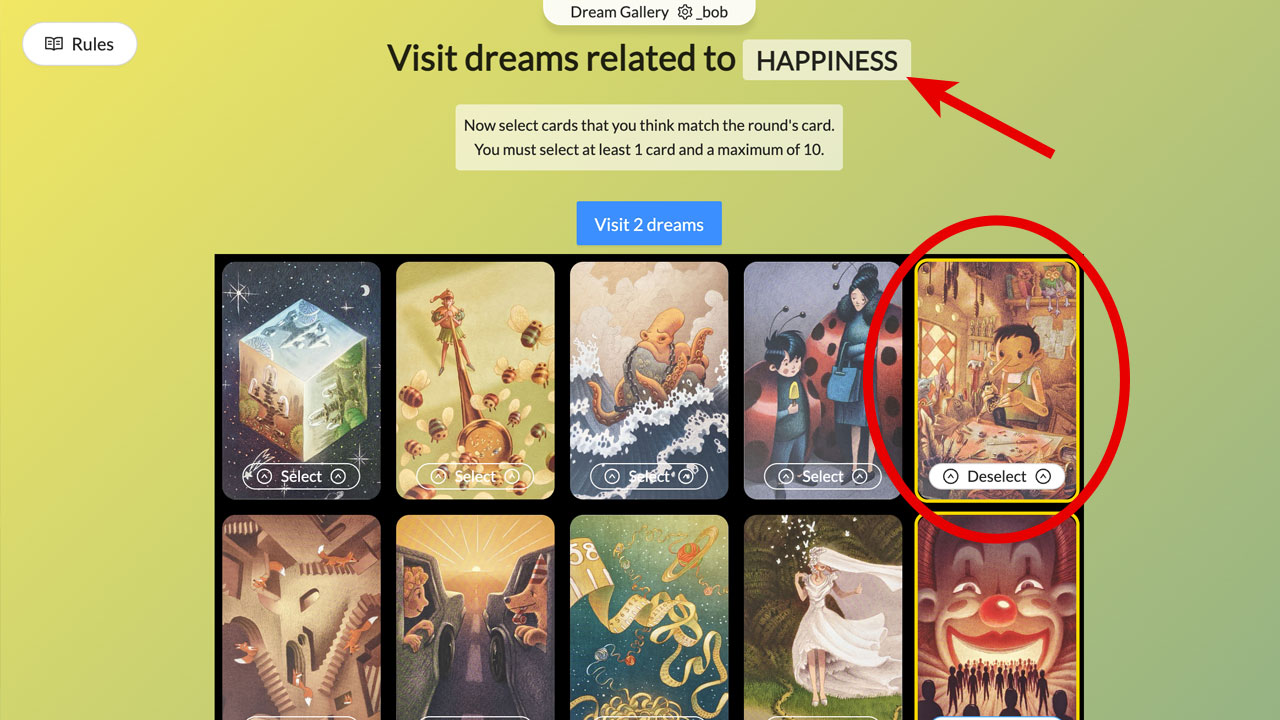 Dream Gallery _bob
Rules
Visit dreams related to HAPPINESS
Now select cards that you think match the round's card.
You must select at least 1 card and a maximum of 10.
Visit 2 dreams
Select
Select
Select
Select
Deselect
58